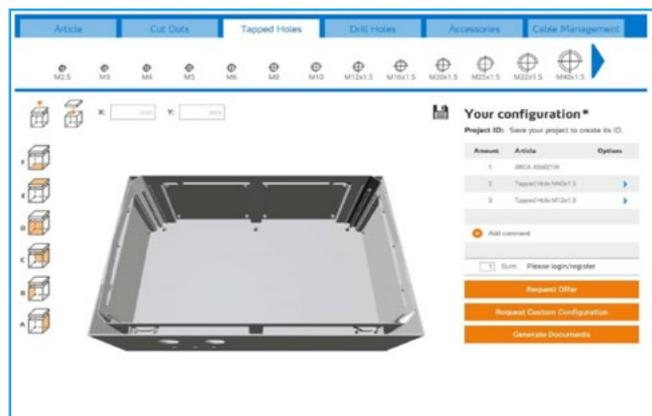 Article Cut Outs Tapped Holes Drill Holes Accessories Cable Management
M2.5 M3 M4 M5 M6 M8 M10 M12x1.5 M16x1.5 M20x1.5 M25x1.5 M32x1.5 M40x1.5
X: mm Y: mm
Your configuration*
Project ID: Save your project to create its ID.
Amount Article Options
1
2 Tapped Hole M40x1.5
3 Tapped Hole M12x1.5
Add comment
1 Sum Please login/register
Request Offer
Request Custom Configuration
Generate Documents
F
E
D
C
B
A